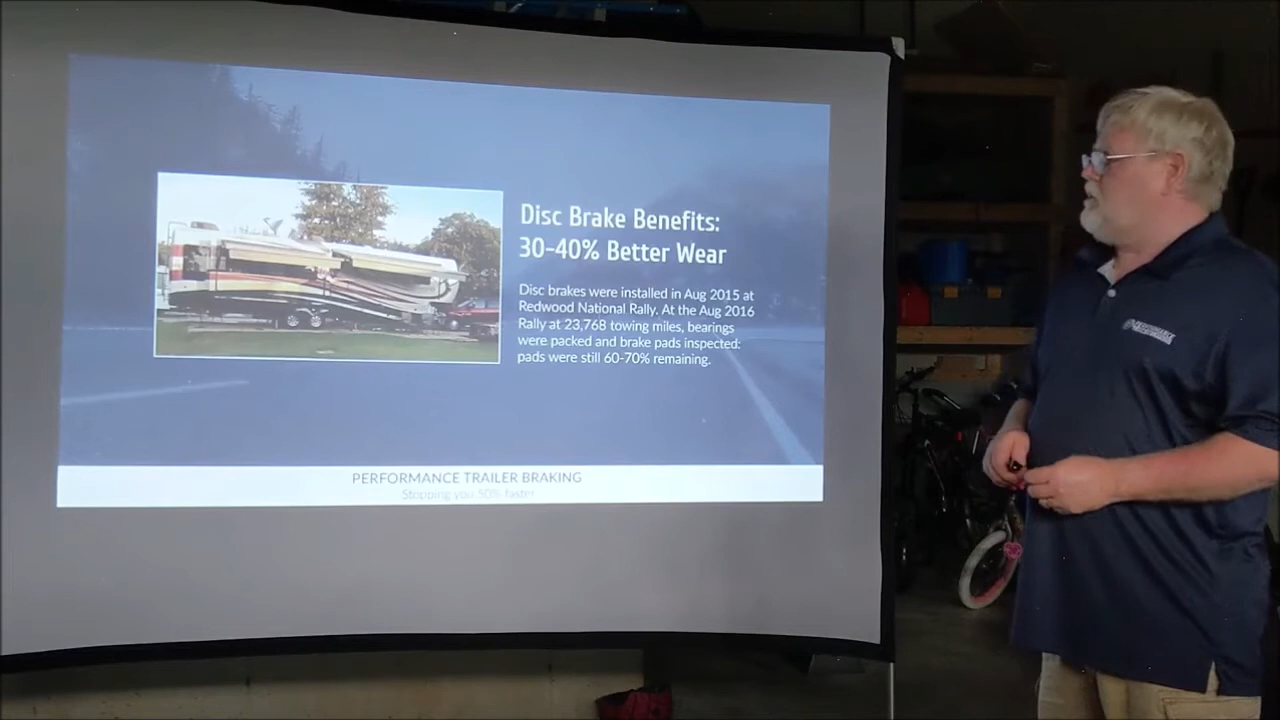 Disc Brake Benefits:
30-40% Better Wear
Disc brakes were installed in Aug 2015 at
Redwood National Rally. At the Aug 2016
Rally at 23,768 towing miles, bearings
were packed and brake pads inspected:
pads were still 60-70% remaining.
PERFORMANCE TRAILER BRAKING
Stopping you 50% faster